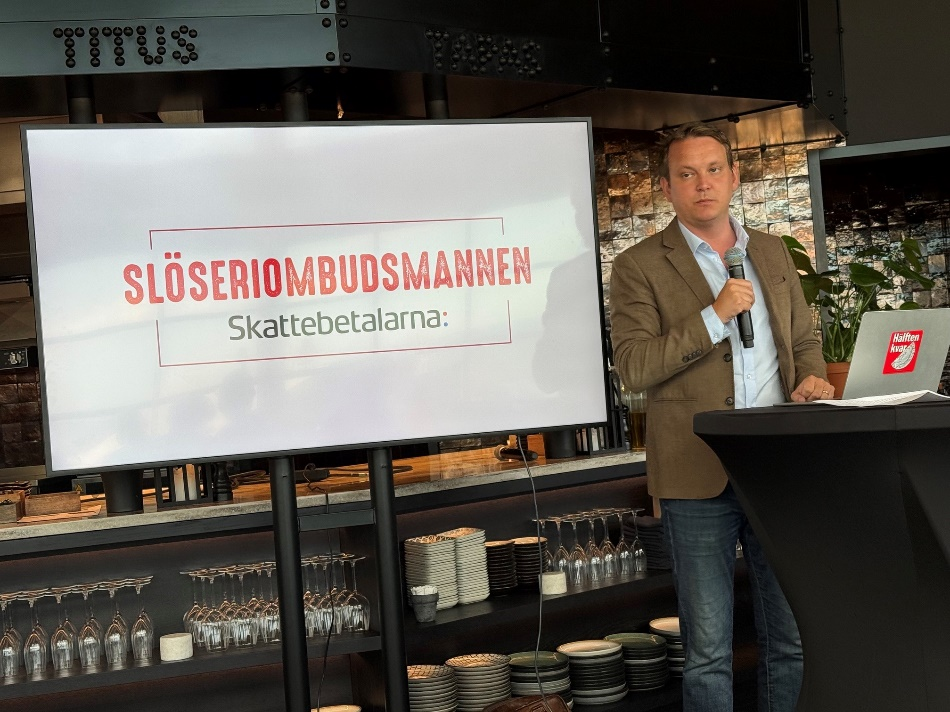 TITUS
SLÖSERIOMBUDSMANNEN
Skattebetalarna:
Hälften
kvar